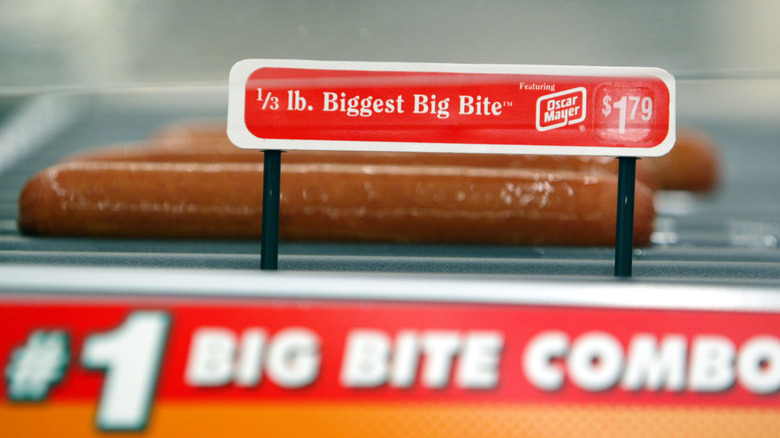 1/3 lb. Biggest Big Bite™
Featuring
Oscar Mayer®
$1.79
#1 BIG BITE COMBO